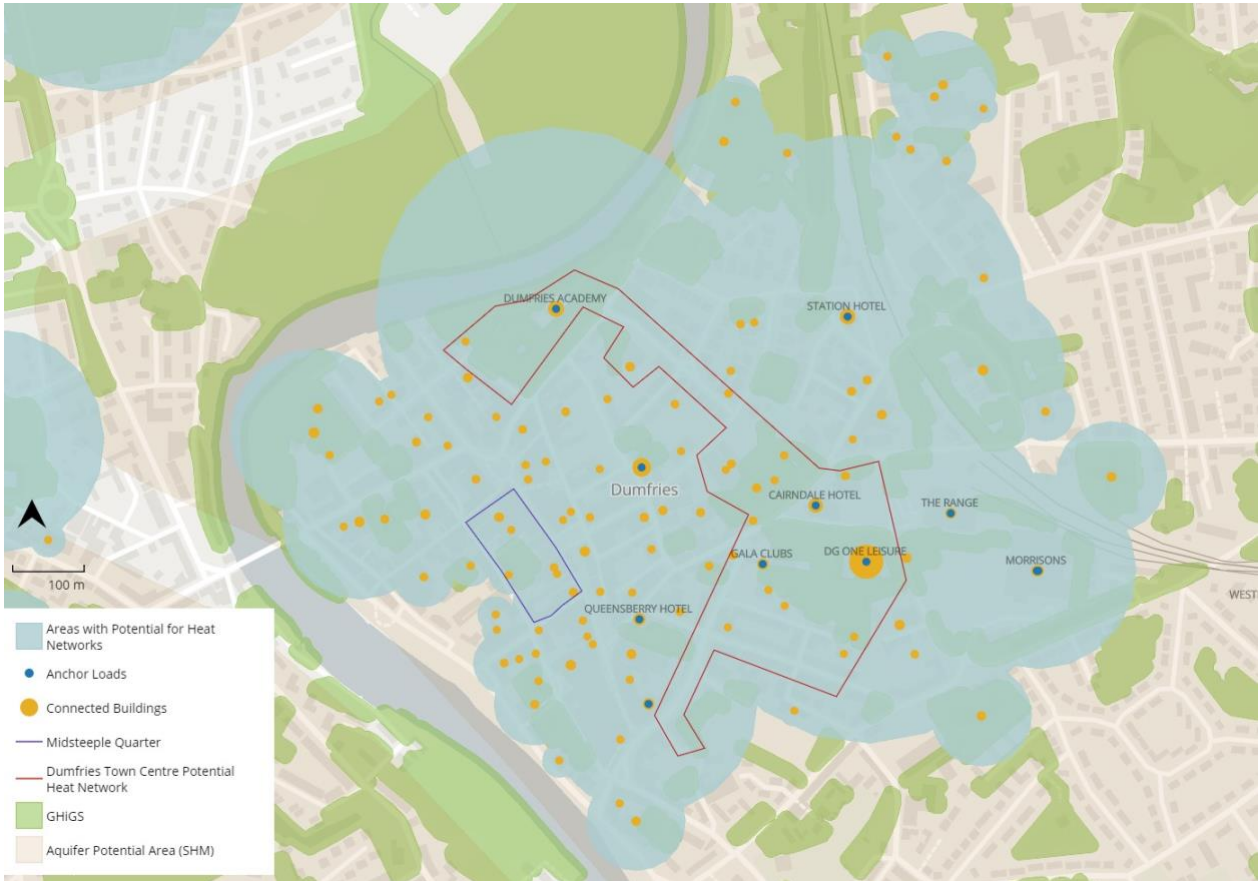 DUMFRIES ACADEMY
STATION HOTEL
Dumfries
CAIRNDALE HOTEL
THE RANGE
GALA CLUBS
DG ONE LEISURE
MORRISONS
WEST
QUEENSBERRY HOTEL
100 m
Areas with Potential for Heat
Networks
Anchor Loads
Connected Buildings
Midsteeple Quarter
Dumfries Town Centre Potential
Heat Network
GHiGS
Aquifer Potential Area (SHM)